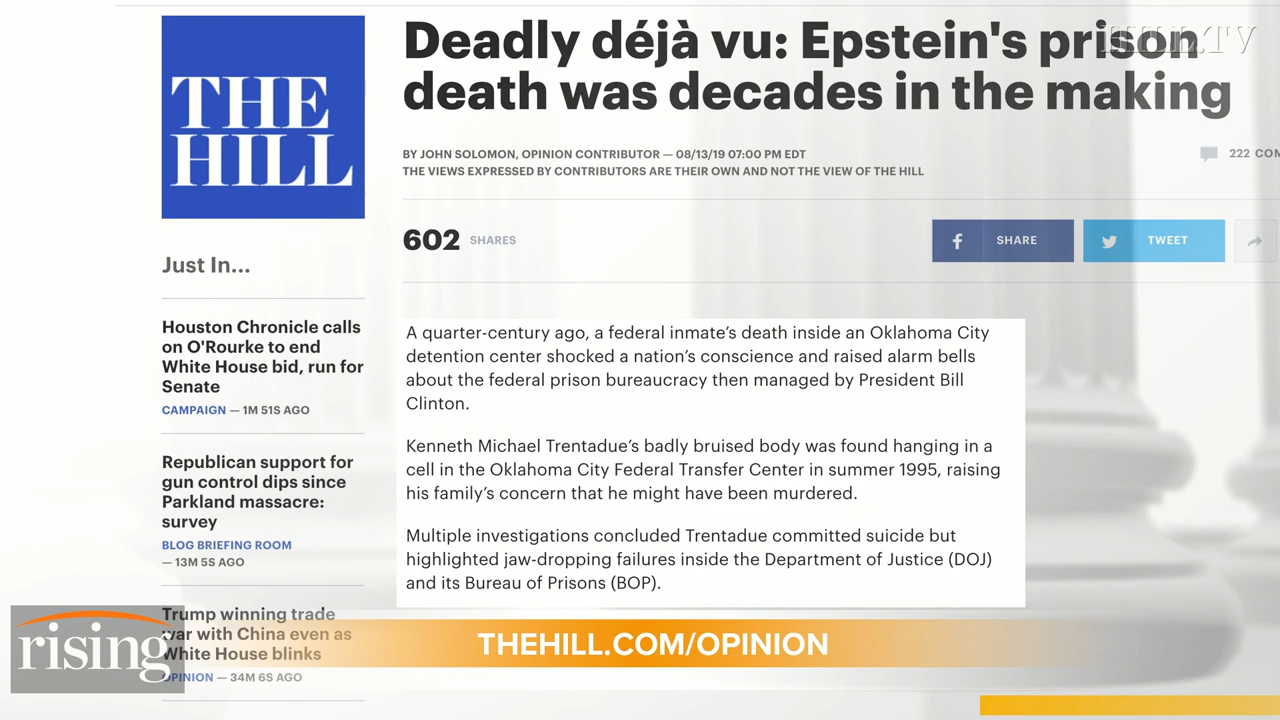 THE
HILL
Deadly déjà vu: Epstein's prison
death was decades in the making
HILL.TV
BY JOHN SOLOMON, OPINION CONTRIBUTOR — 08/13/19 07:00 PM EDT
THE VIEWS EXPRESSED BY CONTRIBUTORS ARE THEIR OWN AND NOT THE VIEW OF THE HILL
222 COM
602 SHARES
SHARE
TWEET
Just In...
Houston Chronicle calls
on O'Rourke to end
White House bid, run for
Senate
CAMPAIGN — 1M 51S AGO
Republican support for
gun control dips since
Parkland massacre:
survey
BLOG BRIEFING ROOM
— 13M 5S AGO
Trump winning trade
war with China even as
White House blinks
OPINION — 34M 6S AGO
A quarter-century ago, a federal inmate’s death inside an Oklahoma City
detention center shocked a nation’s conscience and raised alarm bells
about the federal prison bureaucracy then managed by President Bill
Clinton.
Kenneth Michael Trentadue’s badly bruised body was found hanging in a
cell in the Oklahoma City Federal Transfer Center in summer 1995, raising
his family’s concern that he might have been murdered.
Multiple investigations concluded Trentadue committed suicide but
highlighted jaw-dropping failures inside the Department of Justice (DOJ)
and its Bureau of Prisons (BOP).
rising
THEHILL.COM/OPINION